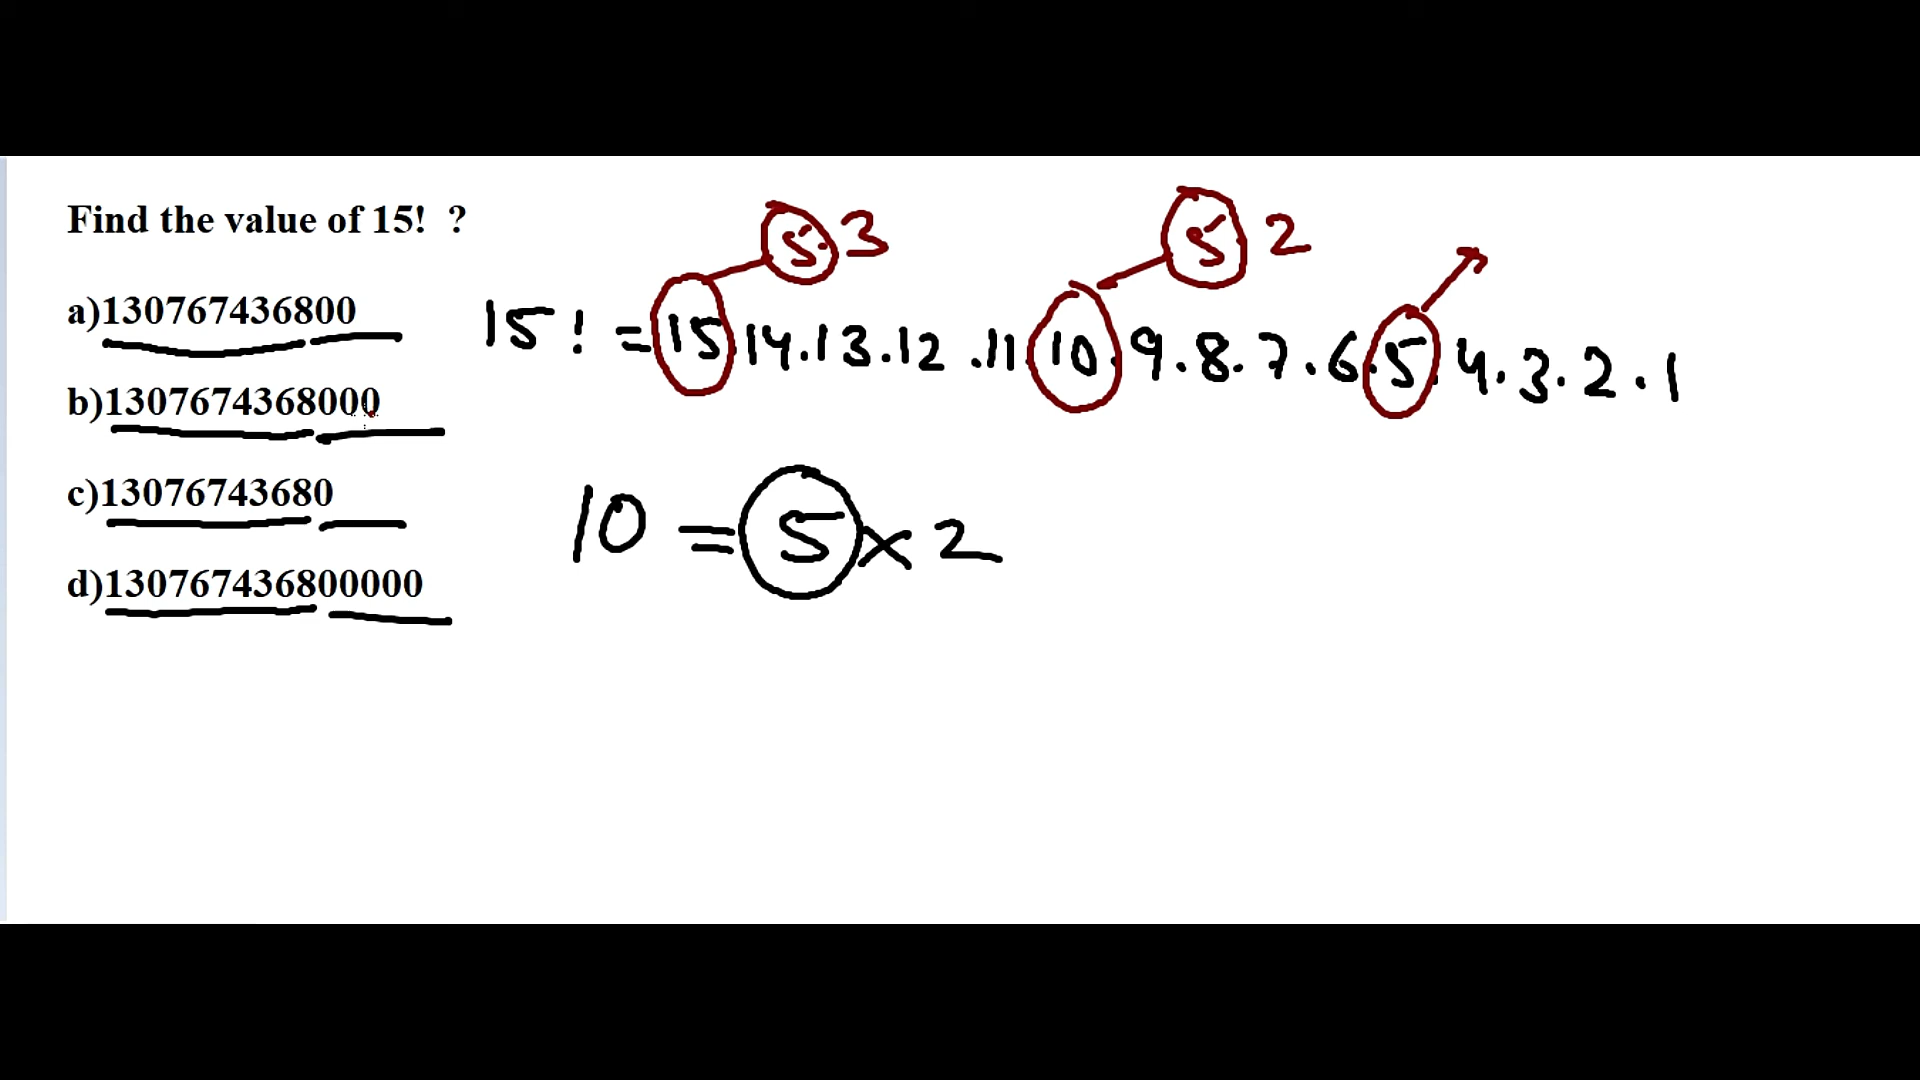 Find the value of 15! ?
a)130767436800
b)1307674368000
c)13076743680
d)130767436800000
5.3
5 2
15! = 15.14.13.12.11.10.9.8.7.6.5.4.3.2.1
10 = 5 x 2